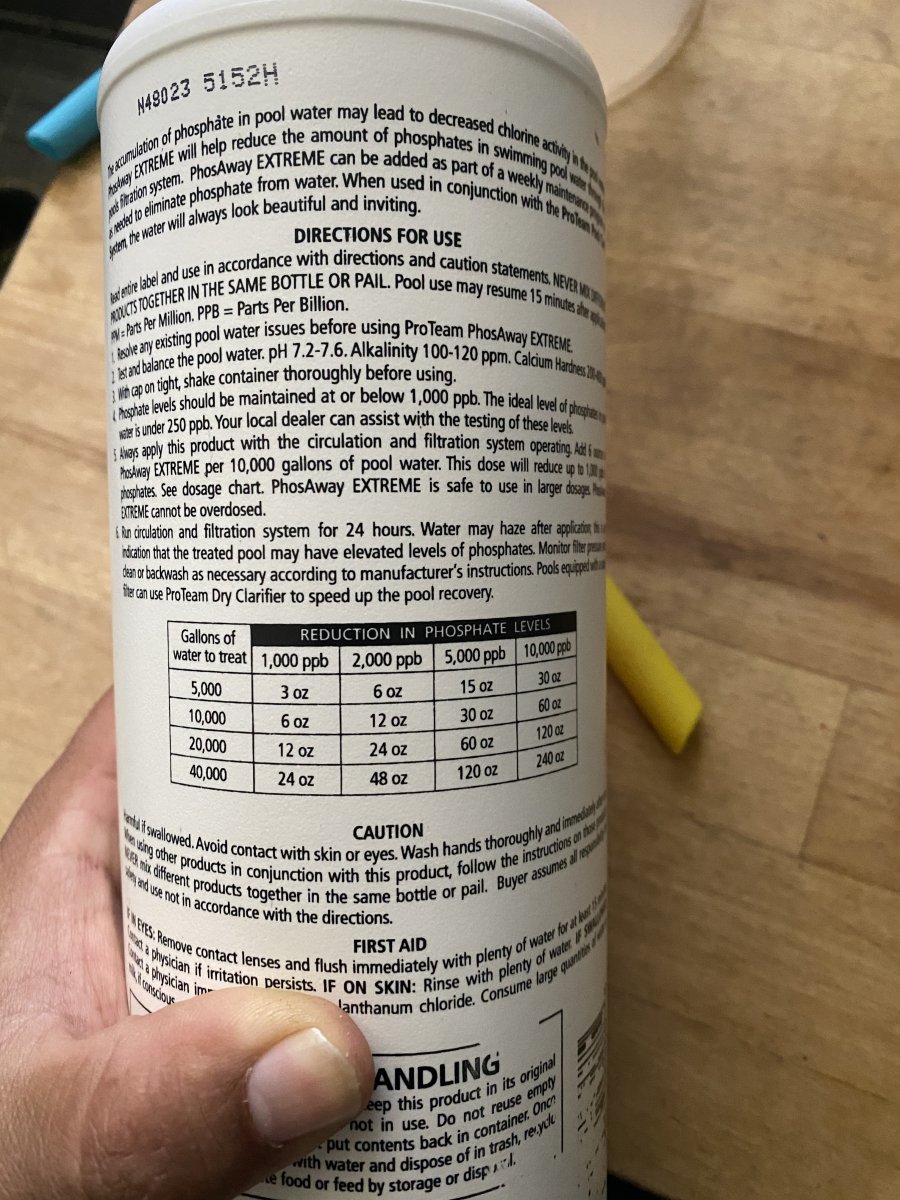 N48023 5152H
The accumulation of phosphate in pool water may lead to decreased chlorine activity in the pool
PhosAway EXTREME will help reduce the amount of phosphates in swimming pool water through
pools filtration system. PhosAway EXTREME can be added as part of a weekly maintenance
as needed to eliminate phosphate from water. When used in conjunction with the ProTeam
System, the water will always look beautiful and inviting.
DIRECTIONS FOR USE
Read entire label and use in accordance with directions and caution statements. NEVER MIX
PRODUCTS TOGETHER IN THE SAME BOTTLE OR PAIL. Pool use may resume 15 minutes after
PPM = Parts Per Million. PPB = Parts Per Billion.
1. Resolve any existing pool water issues before using ProTeam PhosAway EXTREME.
2. Test and balance the pool water. pH 7.2-7.6. Alkalinity 100-120 ppm. Calcium Hardness
3. With cap on tight, shake container thoroughly before using.
4. Phosphate levels should be maintained at or below 1,000 ppb. The ideal level of phosphates
water is under 250 ppb. Your local dealer can assist with the testing of these levels.
5. Always apply this product with the circulation and filtration system operating. Add 6
PhosAway EXTREME per 10,000 gallons of pool water. This dose will reduce up to
phosphates. See dosage chart. PhosAway EXTREME is safe to use in larger dosages.
EXTREME cannot be overdosed.
6. Run circulation and filtration system for 24 hours. Water may haze after application,
indication that the treated pool may have elevated levels of phosphates. Monitor filter
clean or backwash as necessary according to manufacturer's instructions. Pools equipped
filter can use ProTeam Dry Clarifier to speed up the pool recovery.
Gallons of water to treat REDUCTION IN PHOSPHATE LEVELS
1,000 ppb 2,000 ppb 5,000 ppb 10,000 ppb
5,000 3 oz 6 oz 15 oz 30 oz
10,000 6 oz 12 oz 30 oz 60 oz
20,000 12 oz 24 oz 60 oz 120 oz
40,000 24 oz 48 oz 120 oz 240 oz
CAUTION
Harmful if swallowed. Avoid contact with skin or eyes. Wash hands thoroughly and immediately
When using other products in conjunction with this product, follow the instructions on those
NEVER mix different products together in the same bottle or pail. Buyer assumes all
safety and use not in accordance with the directions.
FIRST AID
IF IN EYES: Remove contact lenses and flush immediately with plenty of water for at least 15
Contact a physician if irritation persists. IF ON SKIN: Rinse with plenty of water.
contact a physician lanthanum chloride. Consume large quantities of
milk, if conscious
ANDLING
eep this product in its original
not in use. Do not reuse empty
put contents back in container. Once
with water and dispose of in trash, recycle
food or feed by storage or